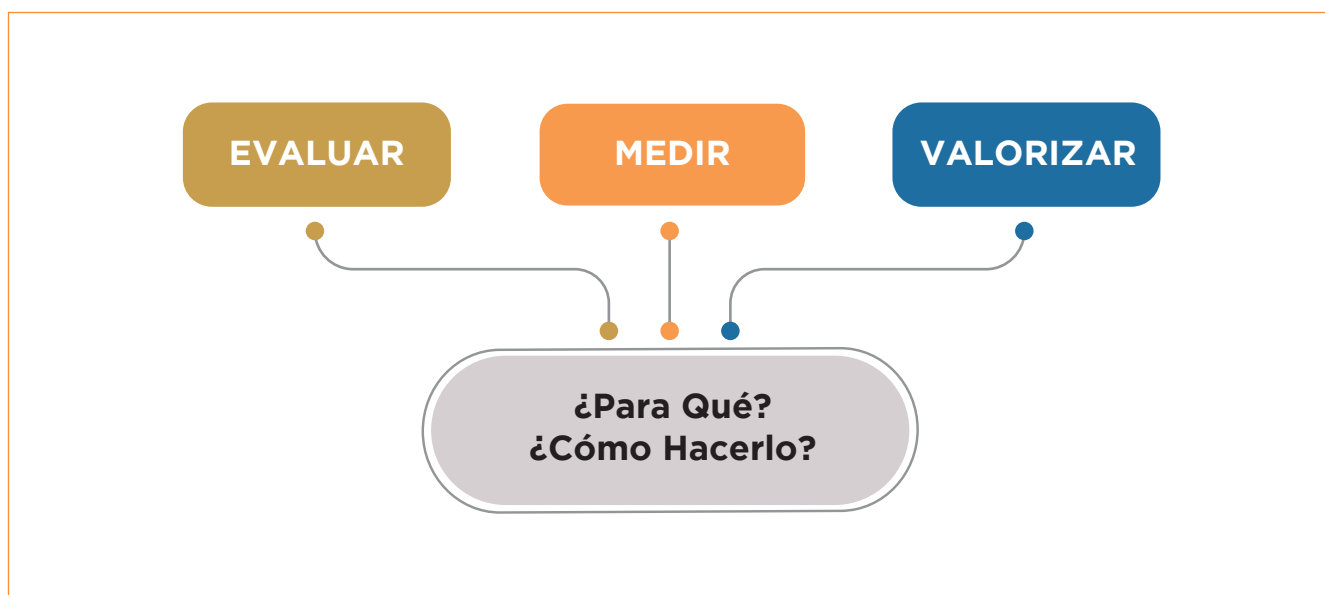 EVALUAR
MEDIR
VALORIZAR
¿Para Qué?
¿Cómo Hacerlo?